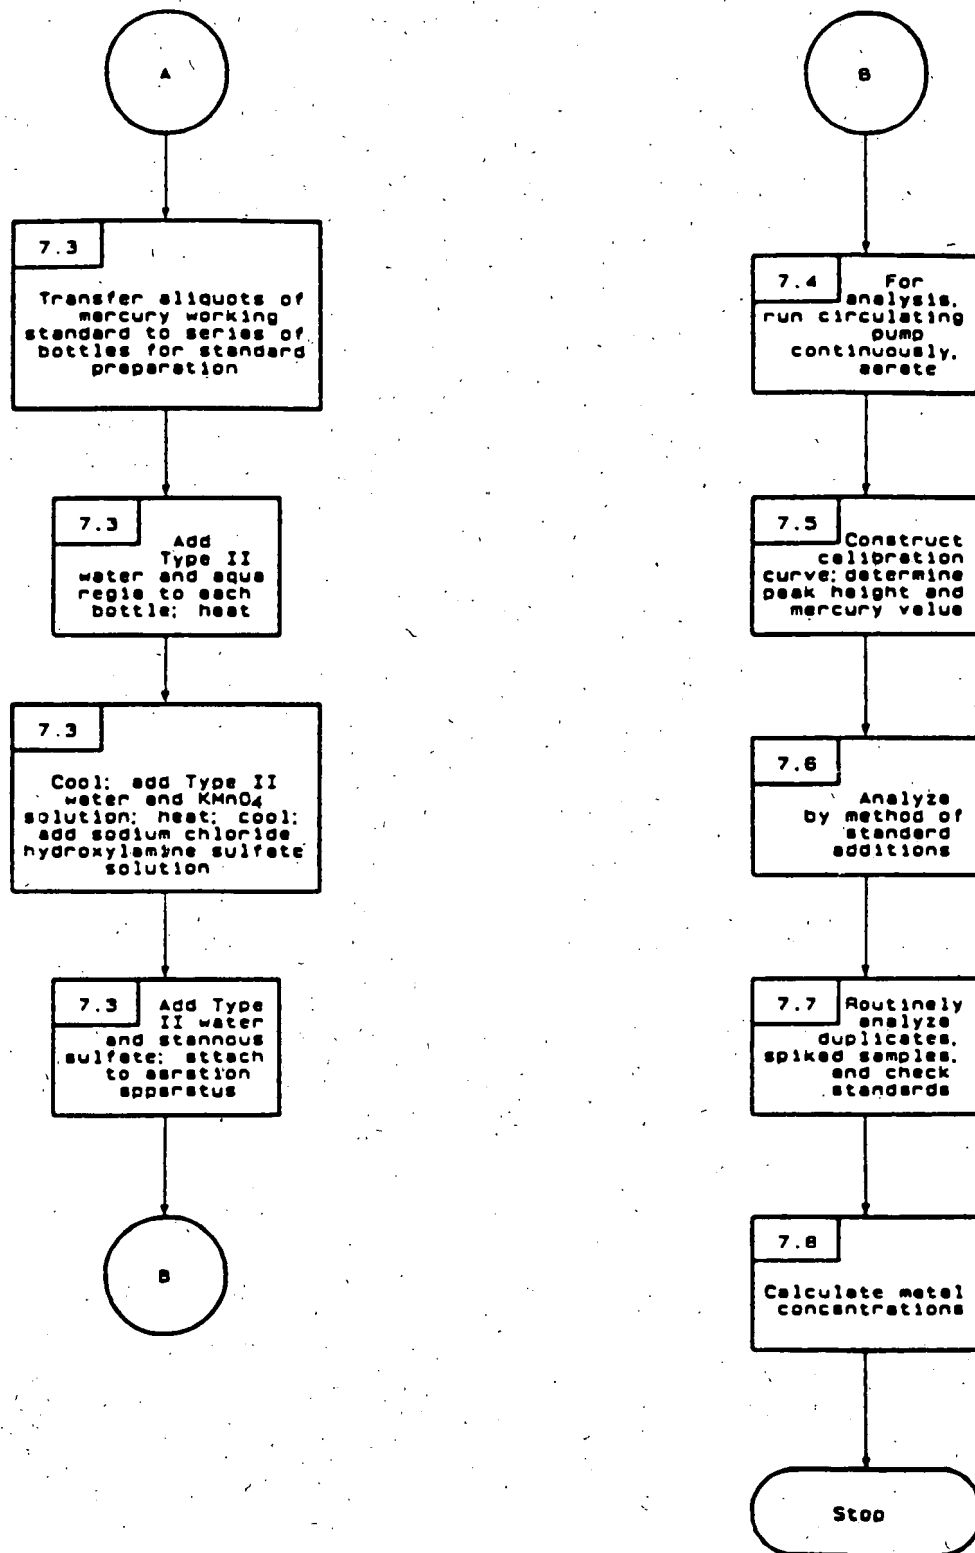 A
7.3
Transfer aliquots of
mercury working
standard to series of
bottles for standard
preparation
7.3
Add
Type II
water and aqua
regia to each
bottle; heat
7.3
Cool; add Type II
water and KMnO4
solution; heat; cool;
add sodium chloride
hydroxylamine sulfate
solution
7.3
Add Type
II water
and stannous
sulfate; attach
to aeration
apparatus
B
B
7.4
For
analysis,
run circulating
pump
continuously,
aerate
7.5
Construct
calibration
curve; determine
peak height and
mercury value
7.6
Analyze
by method of
standard
additions
7.7
Routinely
analyze
duplicates,
spiked samples,
and check
standards
7.8
Calculate metal
concentrations
Stop